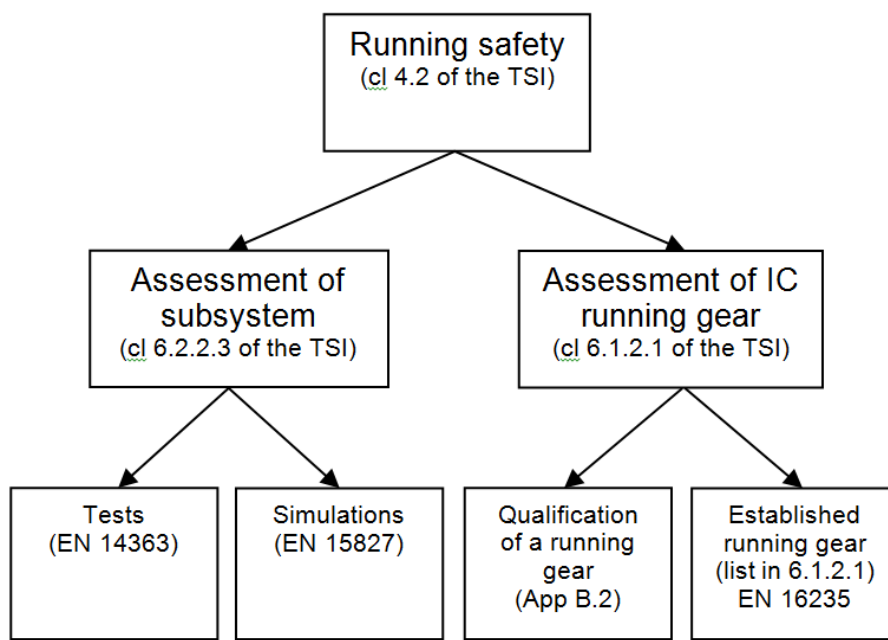 Running safety
(cl 4.2 of the TSI)
Assessment of
subsystem
(cl 6.2.2.3 of the TSI)
Assessment of IC
running gear
(cl 6.1.2.1 of the TSI)
Tests
(EN 14363)
Simulations
(EN 15827)
Qualification
of a running
gear
(App B.2)
Established
running gear
(list in 6.1.2.1)
EN 16235